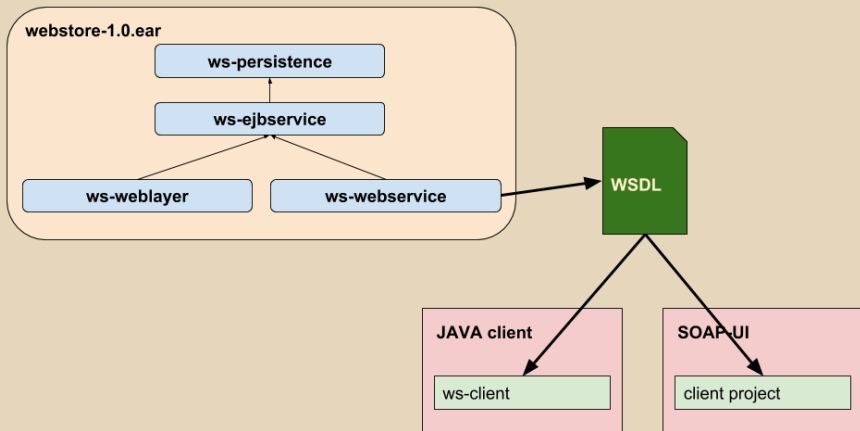 webstore-1.0.ear
ws-persistence
ws-ejbservice
ws-weblayer
ws-webservice
WSDL
JAVA client
SOAP-UI
ws-client
client project